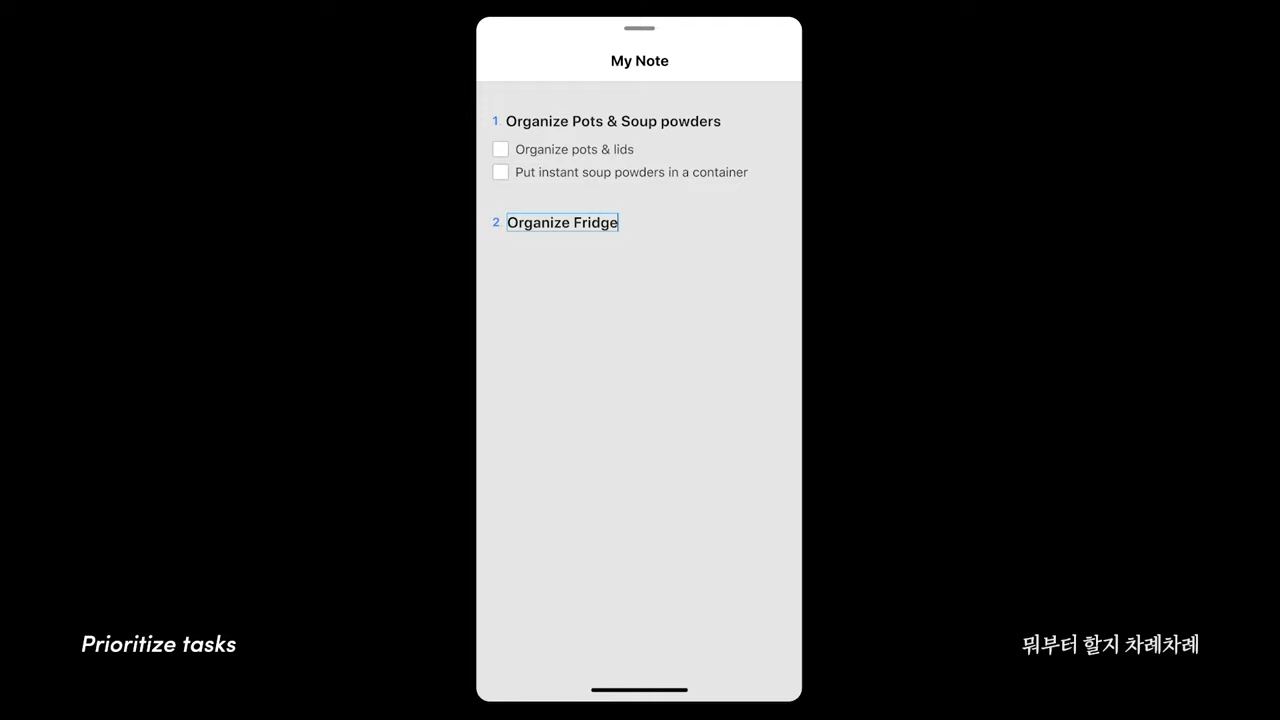 My Note
1 Organize Pots & Soup powders
Organize pots & lids
Put instant soup powders in a container
2 Organize Fridge
Prioritize tasks
뭐부터 할지 차례차례